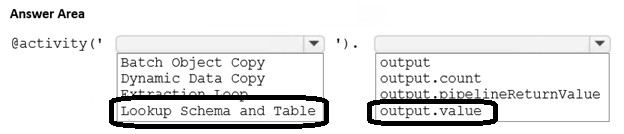 Answer Area
@activity(' '). 
Batch Object Copy
Dynamic Data Copy
Extraction Loop
Lookup Schema and Table
output
output.count
output.pipelineReturnValue
output.value